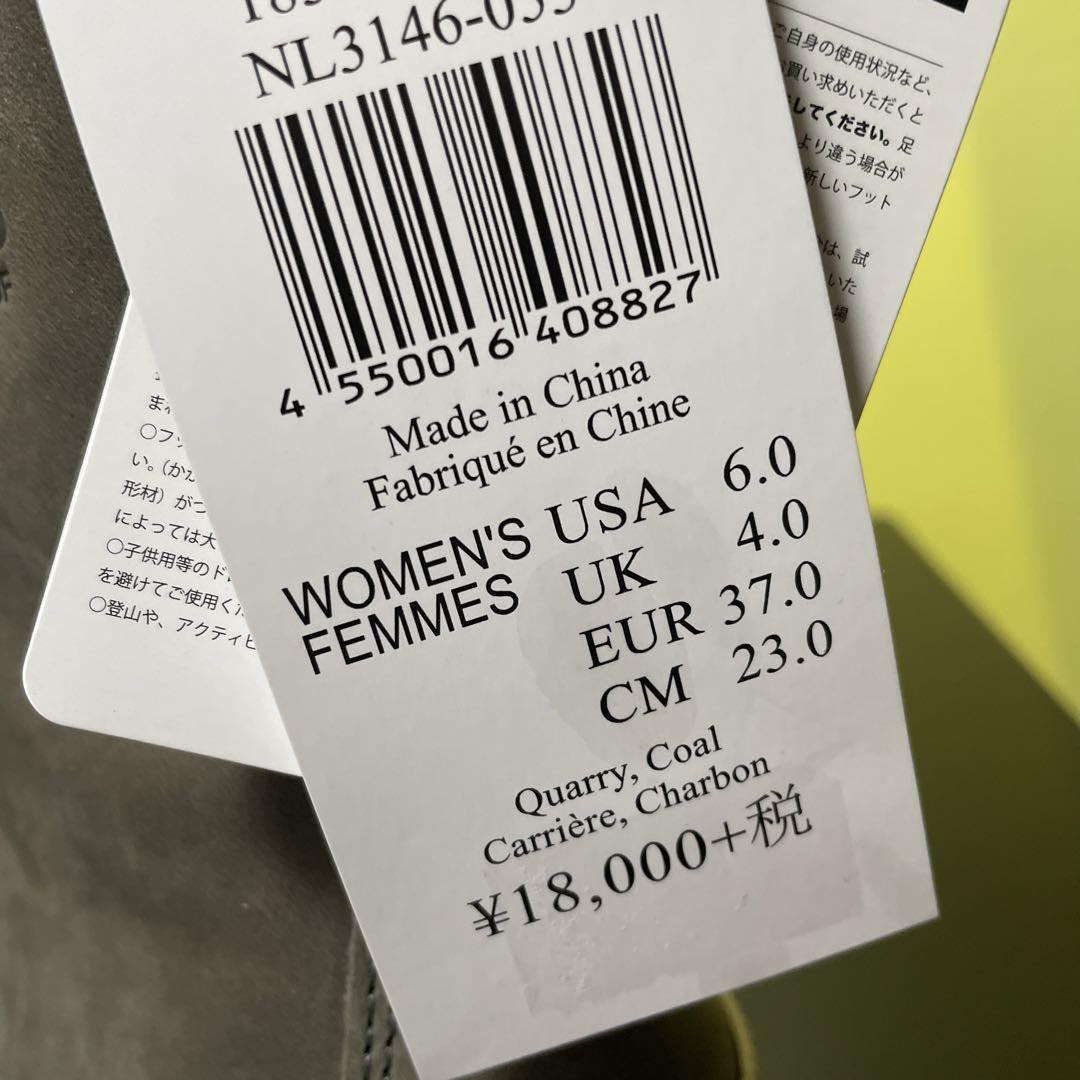 NL3146-053
4 550016 408827
Made in China
Fabriqué en Chine
WOMEN'S
FEMMES
USA 6.0
UK 4.0
EUR 37.0
CM 23.0
Quarry, Coal
Carrière, Charbon
¥18,000+税
ご自身の使用状況など、
買い求めいただくと
してください。足
より違う場合が
新しいフット
は、試
いた
場
○フッ
い。（かか
形材）がつ
によっては大
○子供用等のド
を避けてご使用くだ
○登山や、アクティビ